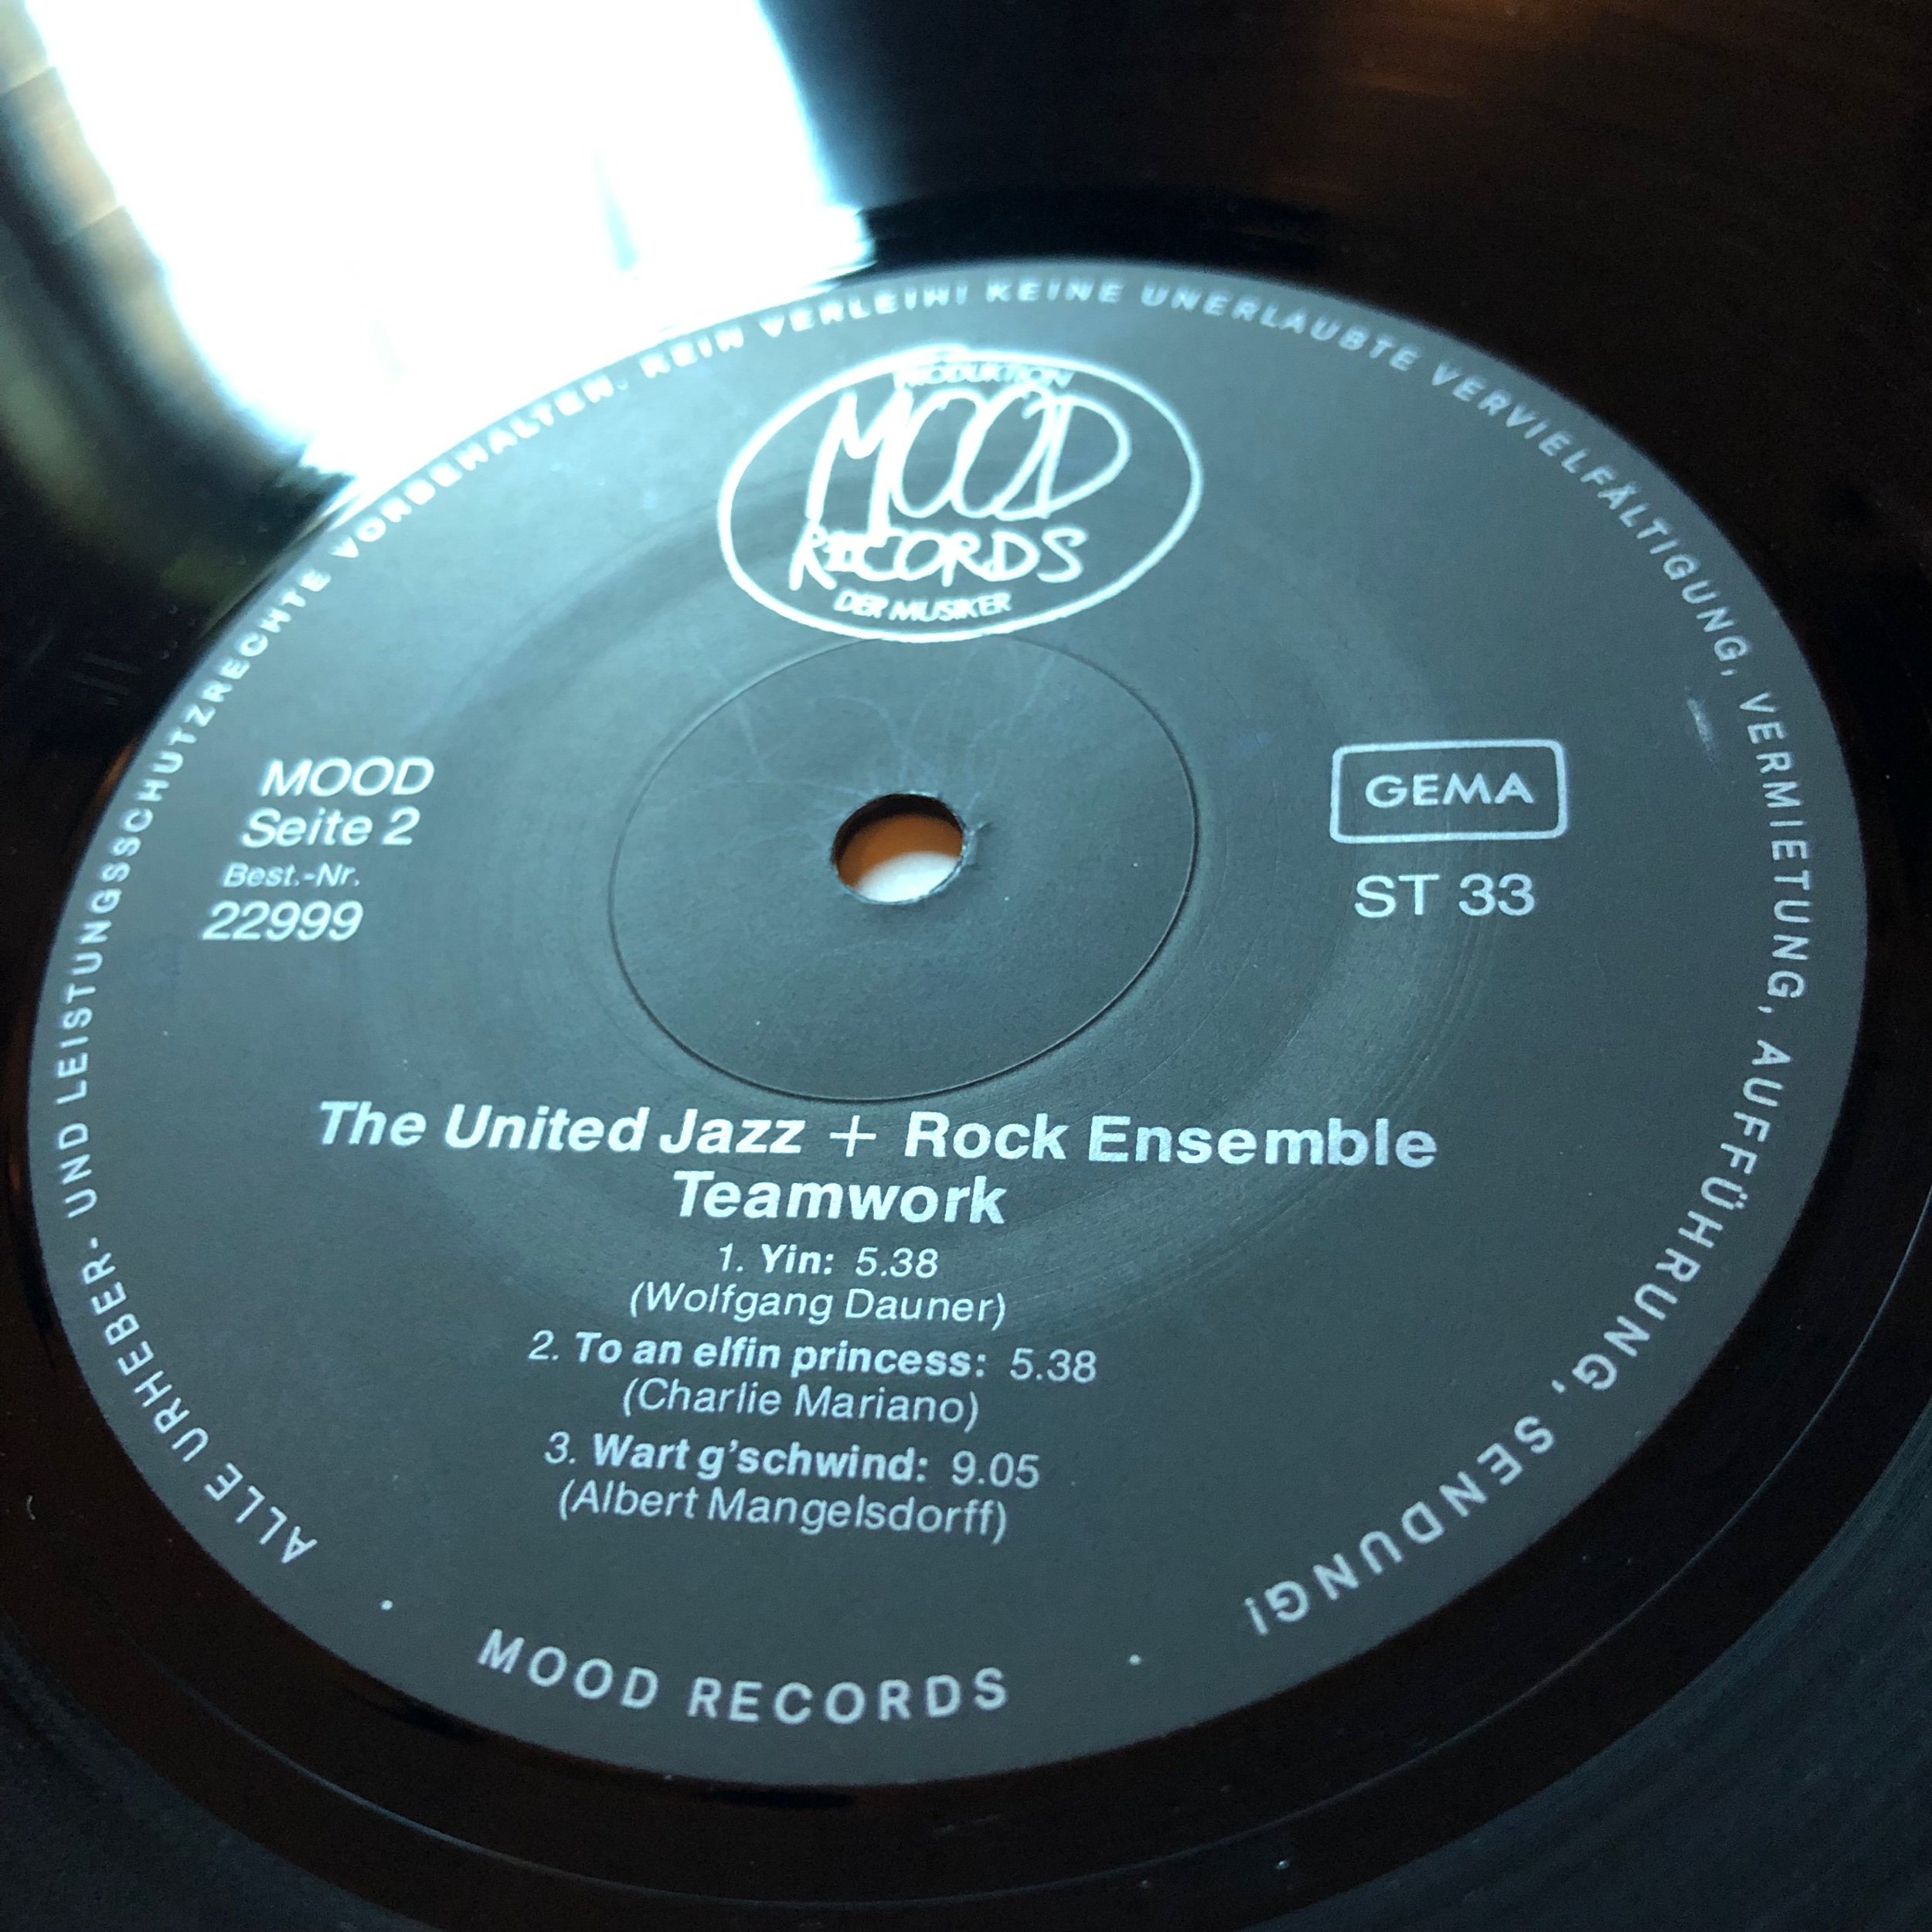 ALLE URHEBER- UND LEISTUNGSSCHUTZRECHTE VORBEHALTEN. KEIN VERLEIH! KEINE UNERLAUBTE VERVIELFÄLTIGUNG, VERMIETUNG, AUFFÜHRUNG, SENDUNG!
PRODUKTION
MOOD
RECORDS
DER MUSIKER
MOOD
Seite 2
Best.-Nr.
22999
GEMA
ST 33
The United Jazz + Rock Ensemble
Teamwork
1. Yin: 5.38
(Wolfgang Dauner)
2. To an elfin princess: 5.38
(Charlie Mariano)
3. Wart g'schwind: 9.05
(Albert Mangelsdorff)
· MOOD RECORDS ·